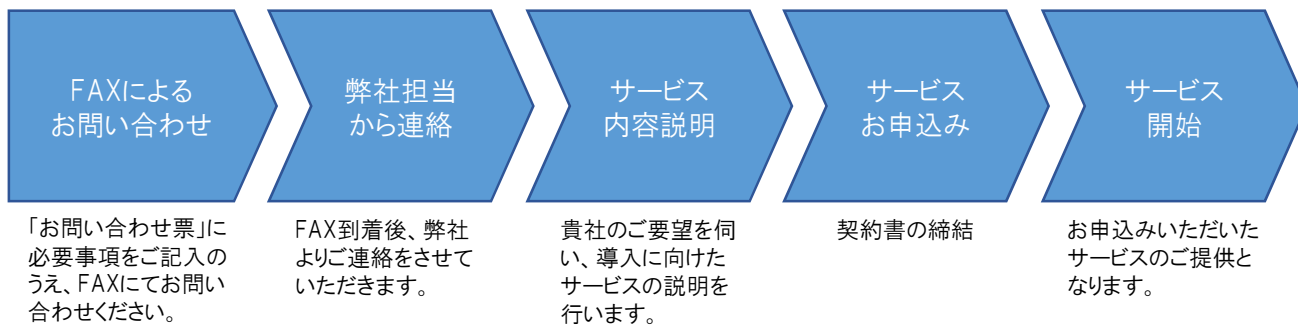 FAXによる
お問い合わせ
弊社担当
から連絡
サービス
内容説明
サービス
お申込み
サービス
開始
「お問い合わせ票」に
必要事項をご記入の
うえ、FAXにてお問い
合わせください。
FAX到着後、弊社
よりご連絡をさせて
いただきます。
貴社のご要望を伺
い、導入に向けた
サービスの説明を
行います。
契約書の締結
お申込みいただいた
サービスのご提供と
なります。